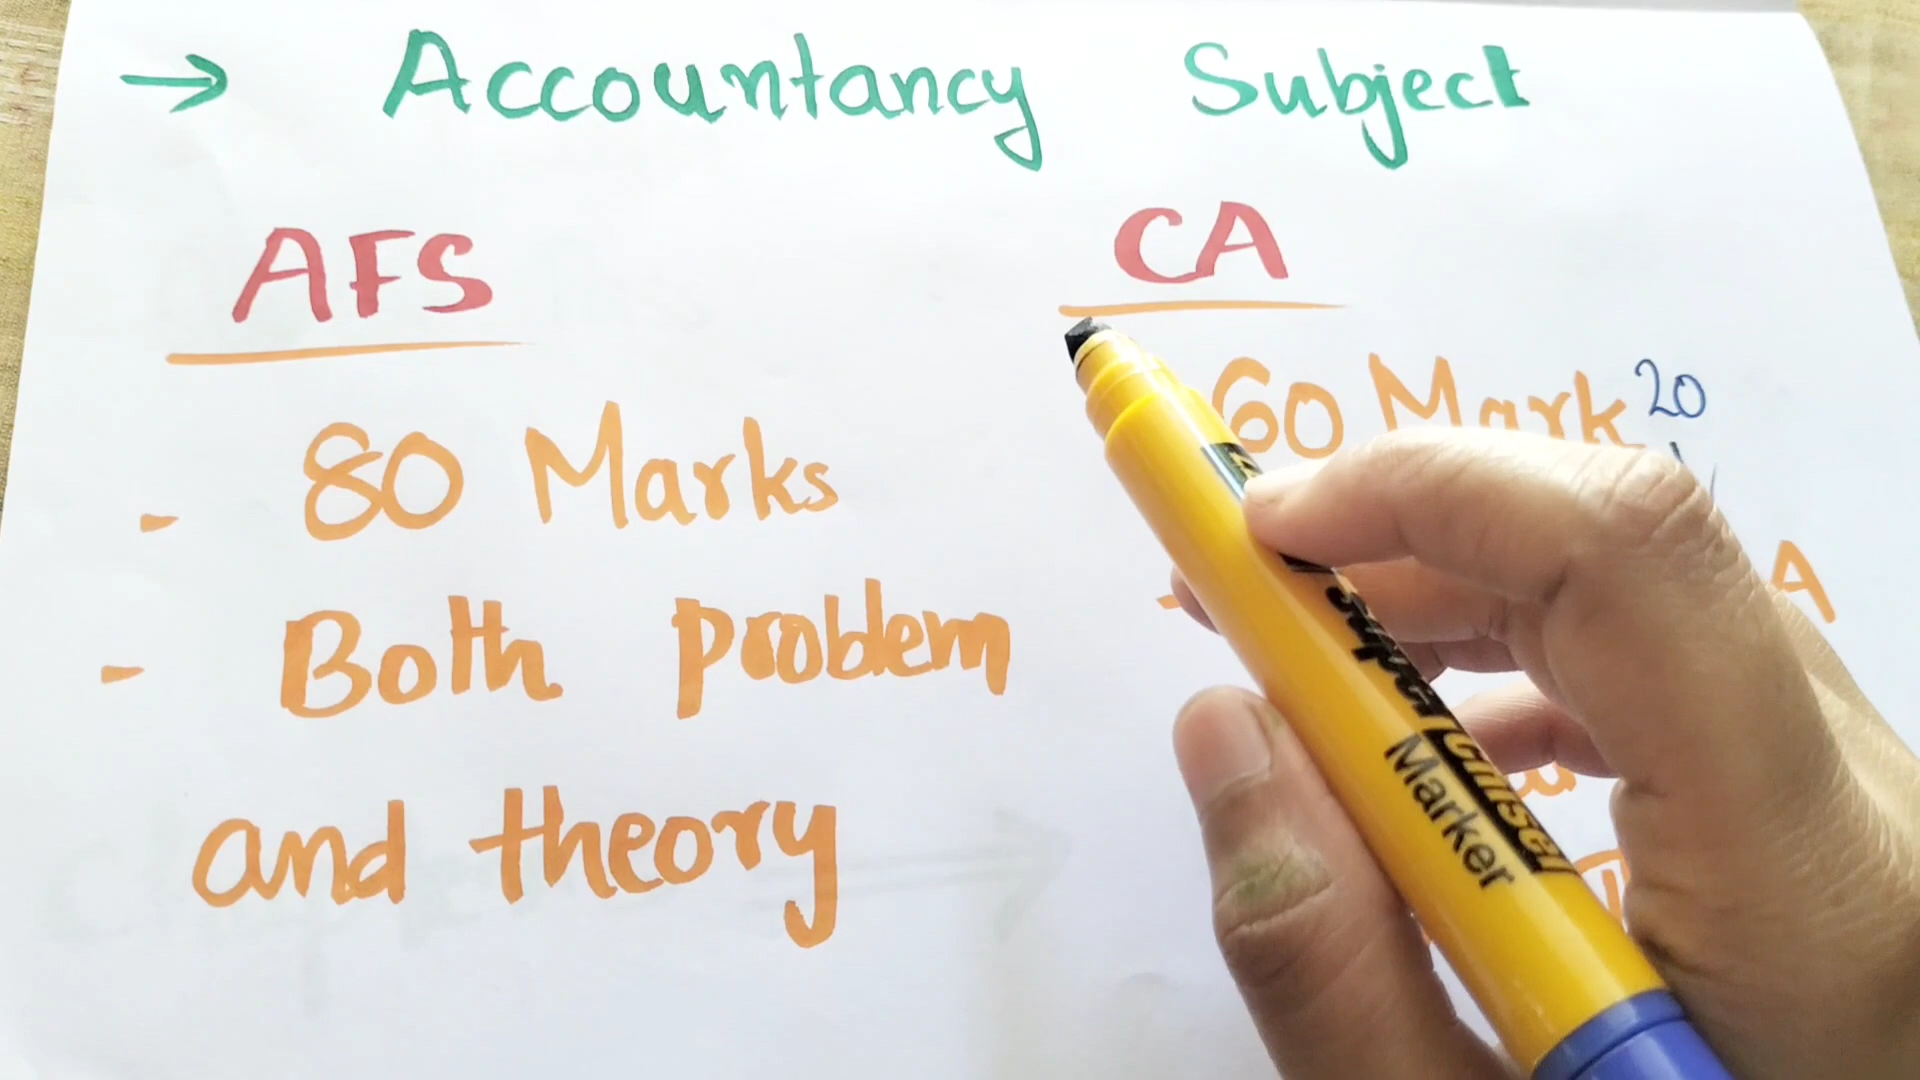 → Accountancy Subject
AFS
- 80 Marks
- Both problem
and theory
CA
60 Mark 20
A
Super Chisel
Marker